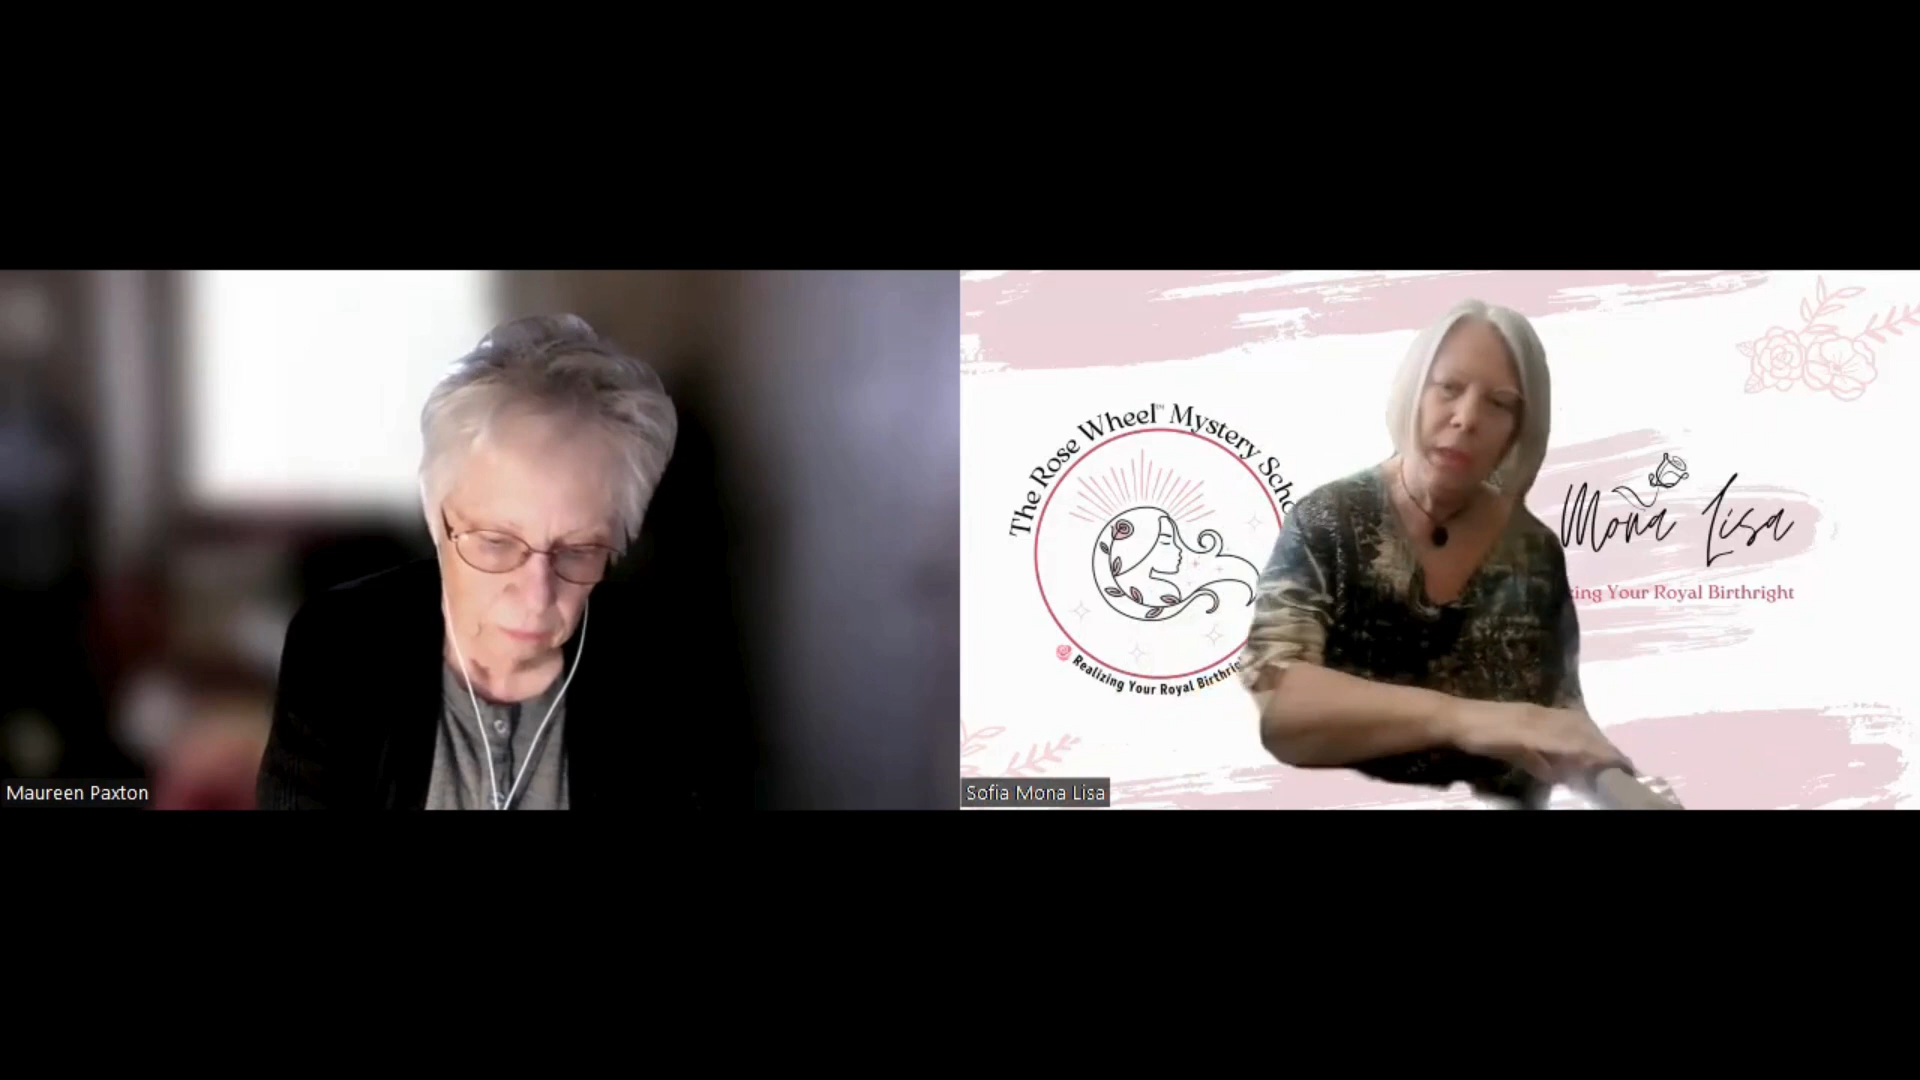 The Rose Wheel™ Mystery Scho
Realizing Your Royal Birthri
Mona Lisa
ing Your Royal Birthright
Maureen Paxton
Sofia Mona Lisa